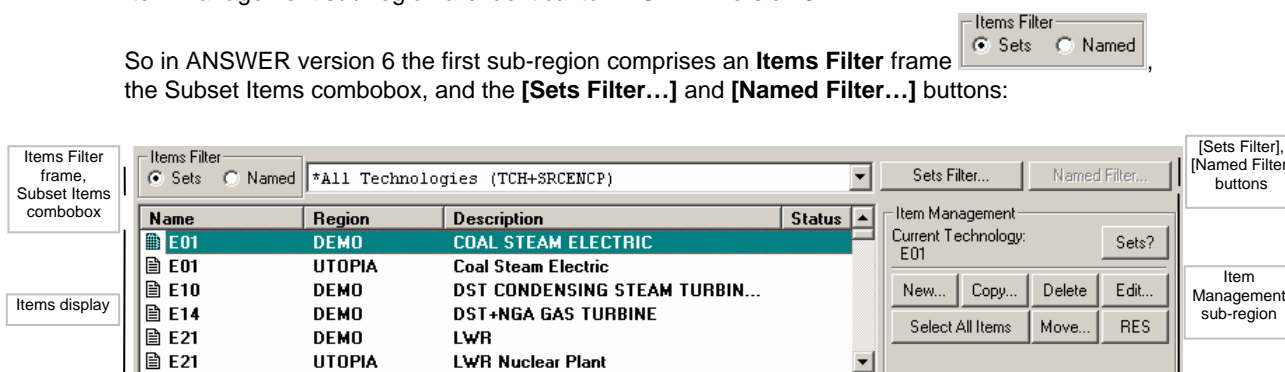 Items Filter
Sets Named
So in ANSWER version 6 the first sub-region comprises an Items Filter frame ,
the Subset Items combobox, and the [Sets Filter…] and [Named Filter…] buttons:
Items Filter
frame,
Subset Items
combobox
Items Filter
Sets Named *All Technologies (TCH+SRCENCP) Sets Filter... Named Filter...
[Sets Filter],
[Named Filter
buttons
Name Region Description Status
E01 DEMO COAL STEAM ELECTRIC
E01 UTOPIA Coal Steam Electric
E10 DEMO DST CONDENSING STEAM TURBIN...
E14 DEMO DST+NGA GAS TURBINE
E21 DEMO LWR
E21 UTOPIA LWR Nuclear Plant
Items display
Item Management
Current Technology:
E01
Sets?
New... Copy... Delete Edit...
Select All Items Move... RES
Item
Management
sub-region